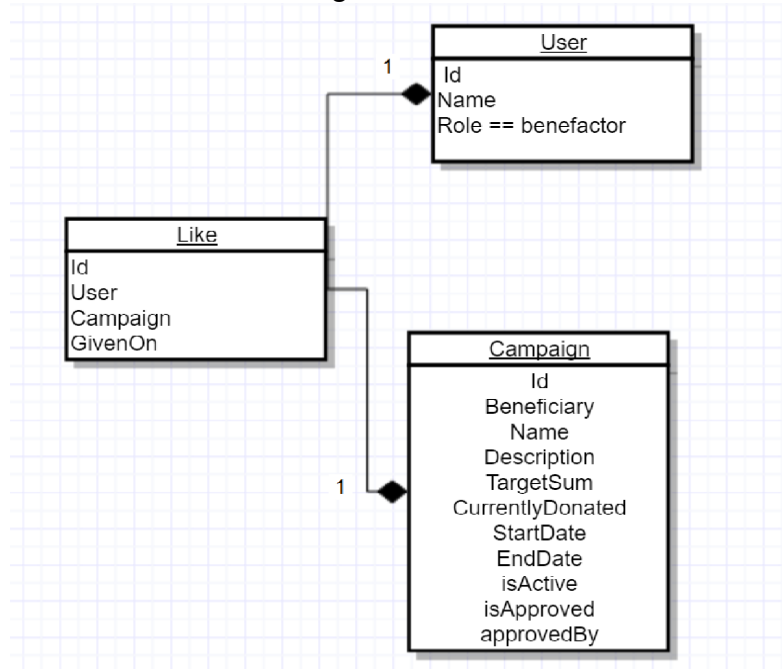 User
1
Id
Name
Role == benefactor
Like
Id
User
Campaign
GivenOn
Campaign
Id
Beneficiary
Name
Description
TargetSum
CurrentlyDonated
StartDate
EndDate
isActive
isApproved
approvedBy
1